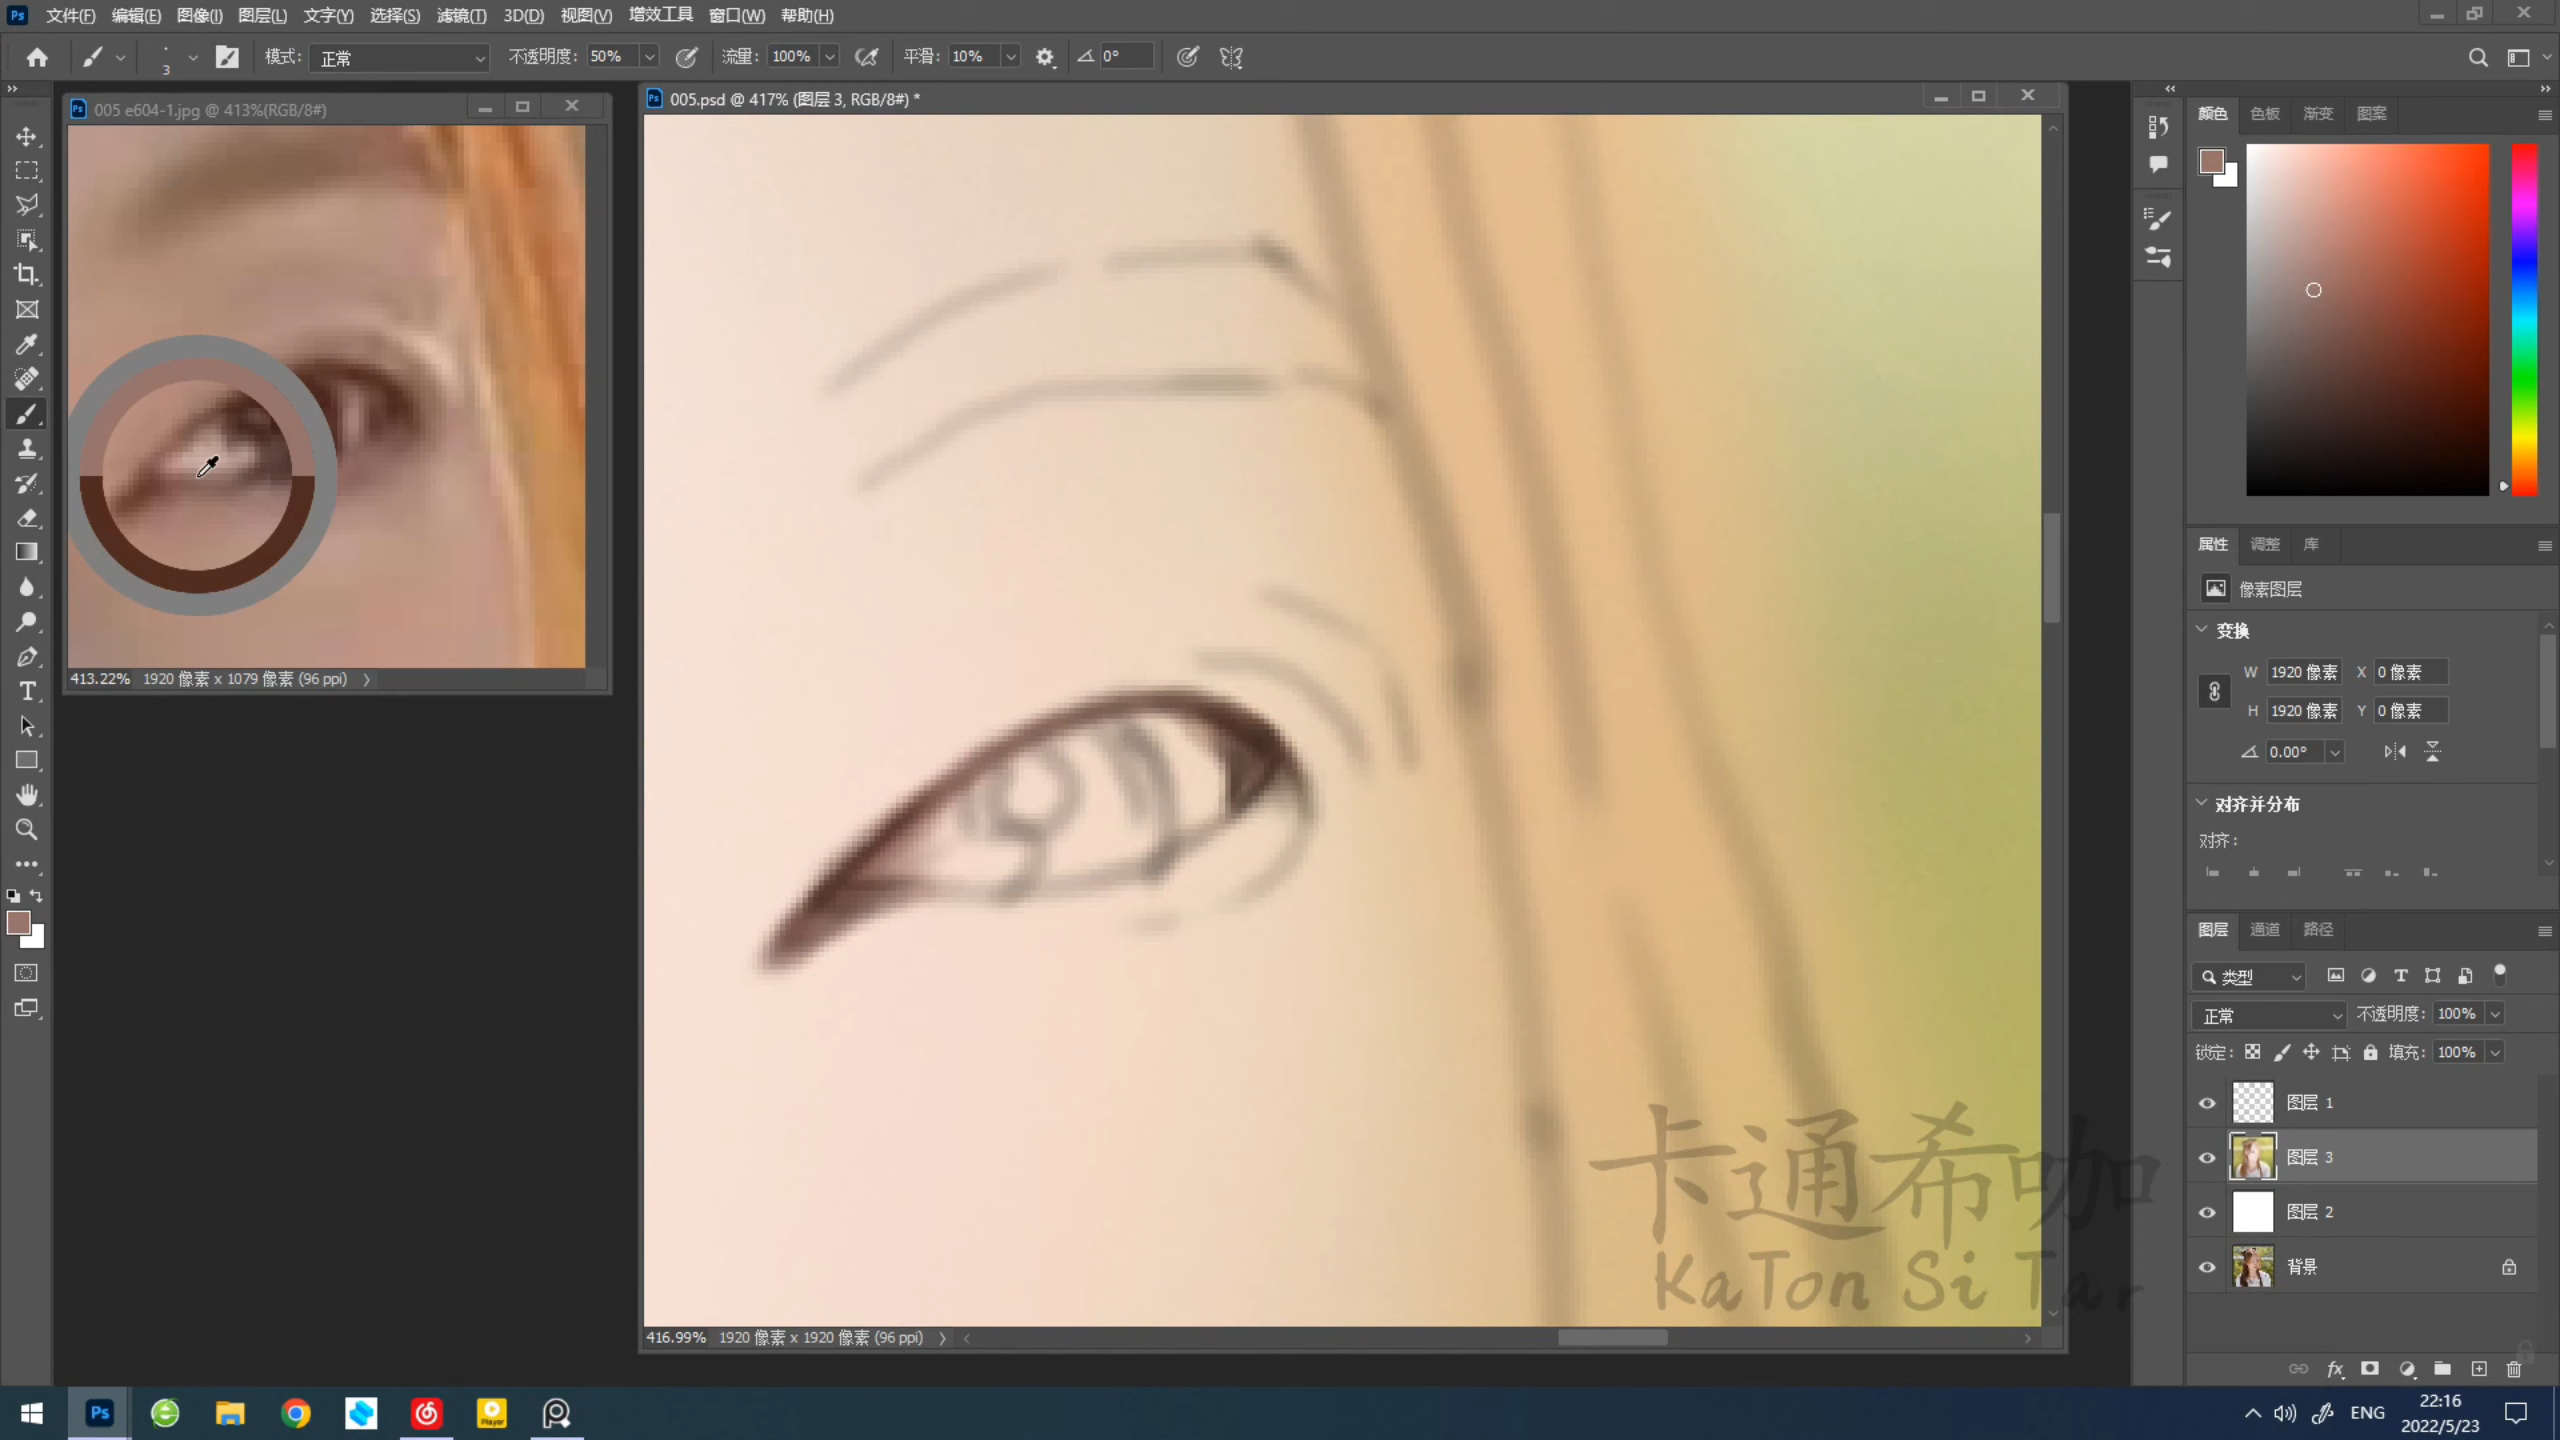 Ps 文件(F) 编辑(E) 图像(I) 图层(L) 文字(Y) 选择(S) 滤镜(T) 3D(D) 视图(V) 增效工具 窗口(W) 帮助(H)
3 模式: 正常 不透明度: 50% 流量: 100% 平滑: 10% 0°
Ps 005 e604-1.jpg @ 413%(RGB/8#)
413.22% 1920 像素 x 1079 像素 (96 ppi)
Ps 005.psd @ 417% (图层 3, RGB/8#) *
卡通希咖
KaTon Si Tar
416.99% 1920 像素 x 1920 像素 (96 ppi)
颜色 色板 渐变 图案
属性 调整 库
像素图层
变换
W 1920 像素 X 0 像素
H 1920 像素 Y 0 像素
0.00°
对齐并分布
对齐:
图层 通道 路径
类型
正常 不透明度: 100%
锁定: 填充: 100%
图层 1
图层 3
图层 2
背景
fx
Ps
Player
ENG
22:16
2022/5/23